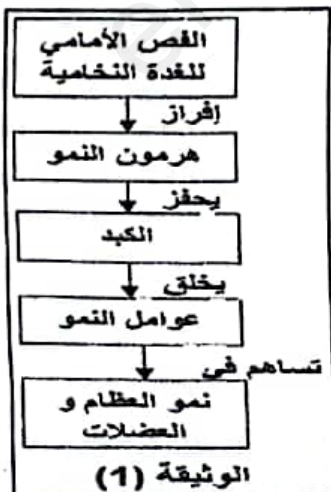 الفص الأمامي
للغدة النخامية
إفراز
هرمون النمو
يحفز
الكبد
يخلق
عوامل النمو
تساهم في
نمو العظام و
العضلات
الوثيقة (1)